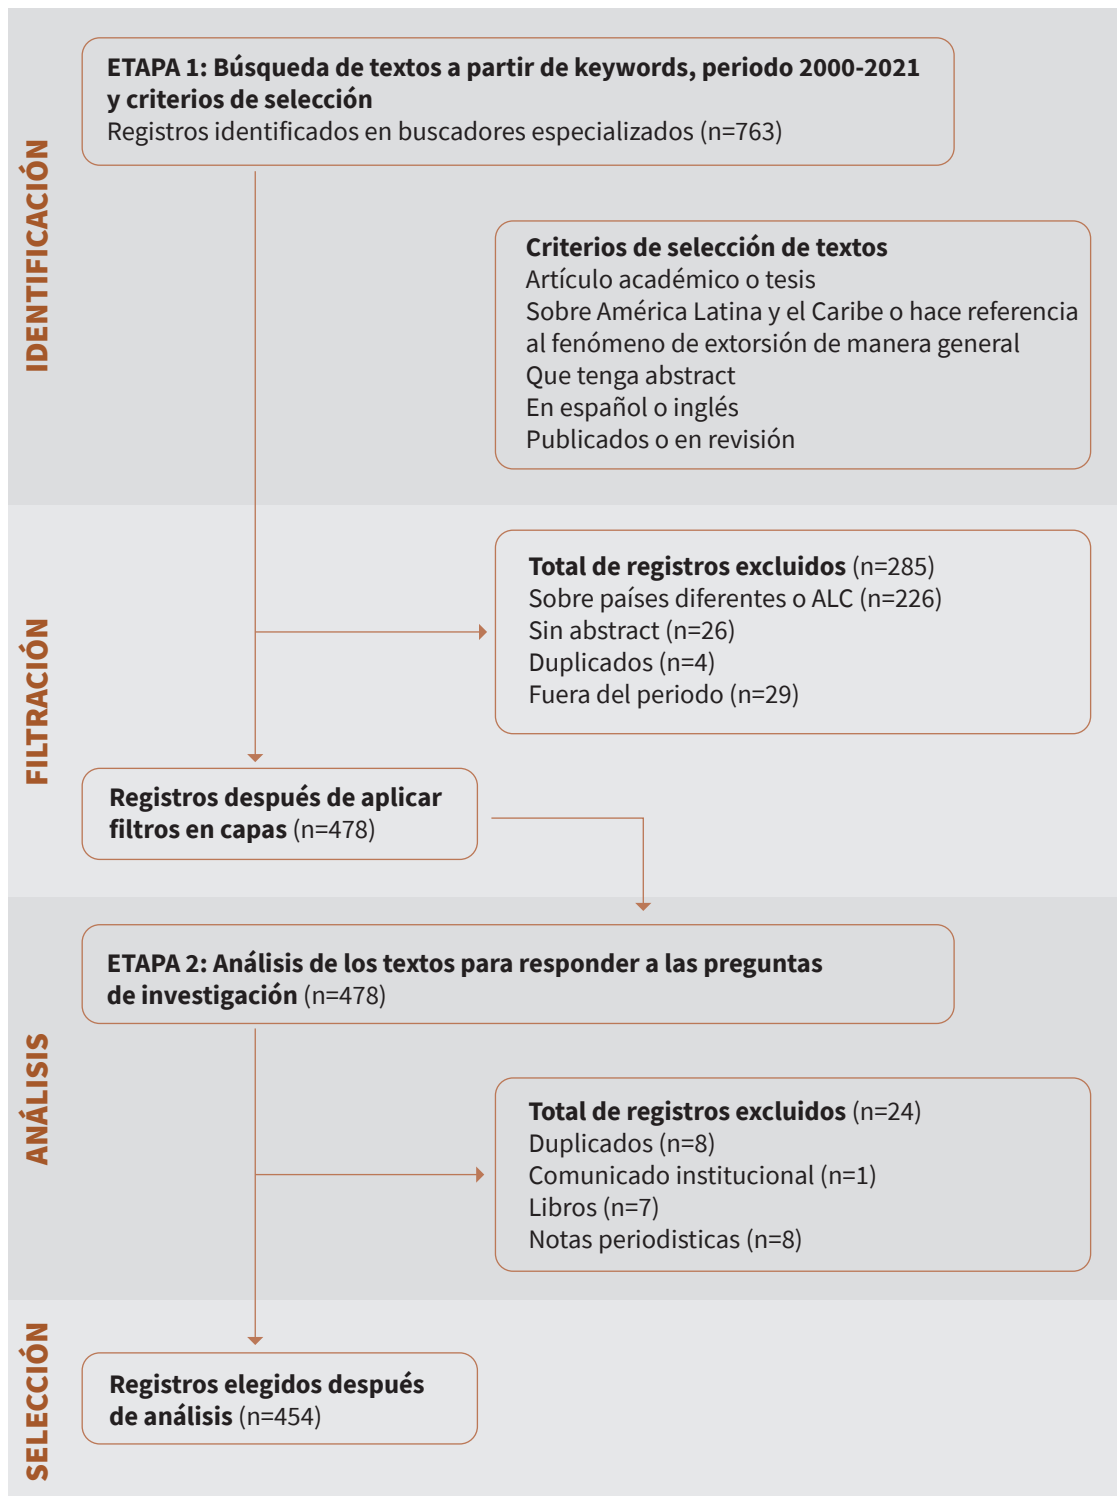 IDENTIFICACIÓN
ETAPA 1: Búsqueda de textos a partir de keywords, periodo 2000-2021
y criterios de selección
Registros identificados en buscadores especializados (n=763)
Criterios de selección de textos
Artículo académico o tesis
Sobre América Latina y el Caribe o hace referencia
al fenómeno de extorsión de manera general
Que tenga abstract
En español o inglés
Publicados o en revisión
FILTRACIÓN
Total de registros excluidos (n=285)
Sobre países diferentes o ALC (n=226)
Sin abstract (n=26)
Duplicados (n=4)
Fuera del periodo (n=29)
Registros después de aplicar
filtros en capas (n=478)
ANÁLISIS
ETAPA 2: Análisis de los textos para responder a las preguntas
de investigación (n=478)
Total de registros excluidos (n=24)
Duplicados (n=8)
Comunicado institucional (n=1)
Libros (n=7)
Notas periodisticas (n=8)
SELECCIÓN
Registros elegidos después
de análisis (n=454)